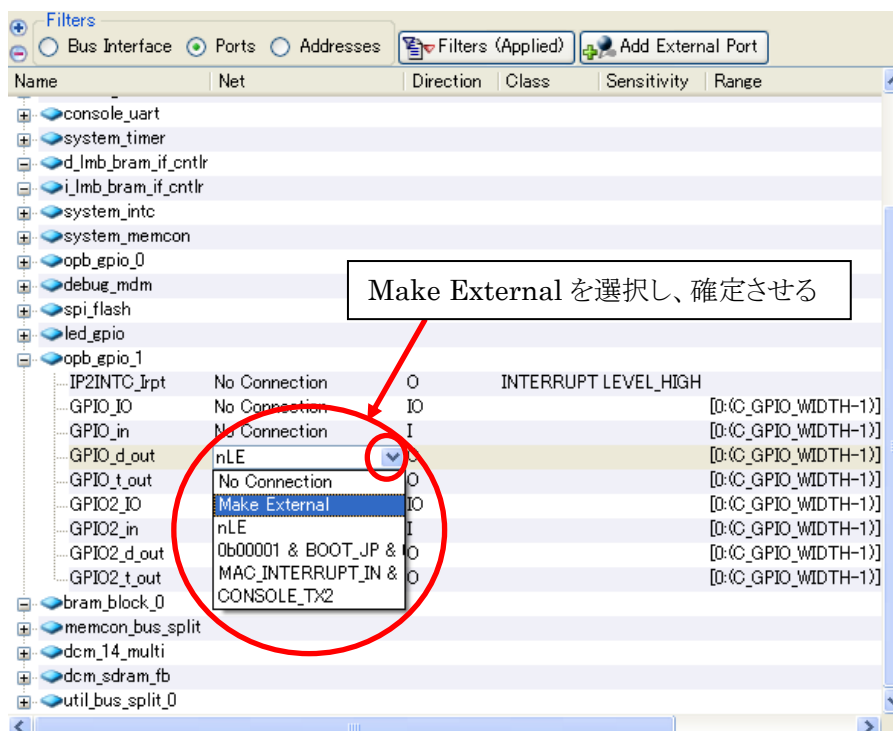 Filters
Bus Interface Ports Addresses Filters (Applied) Add External Port
Name Net Direction Class Sensitivity Range
console_uart
system_timer
d_lmb_bram_if_cntlr
i_lmb_bram_if_cntlr
system_intc
system_memcon
opb_gpio_0
debug_mdm
Make External を選択し、確定させる
spi_flash
led_gpio
opb_gpio_1
IP2INTC_Irpt No Connection O INTERRUPT LEVEL_HIGH
GPIO_IO No Connection IO [0:(C_GPIO_WIDTH-1)]
GPIO_in No Connection I [0:(C_GPIO_WIDTH-1)]
GPIO_d_out nLE O [0:(C_GPIO_WIDTH-1)]
GPIO_t_out No Connection O [0:(C_GPIO_WIDTH-1)]
GPIO2_IO Make External IO [0:(C_GPIO_WIDTH-1)]
GPIO2_in nLE I [0:(C_GPIO_WIDTH-1)]
GPIO2_d_out 0b00001 & BOOT_JP & O [0:(C_GPIO_WIDTH-1)]
GPIO2_t_out MAC_INTERRUPT_IN & O [0:(C_GPIO_WIDTH-1)]
CONSOLE_TX2
bram_block_0
memcon_bus_split
dcm_14_multi
dcm_sdram_fb
util_bus_split_0